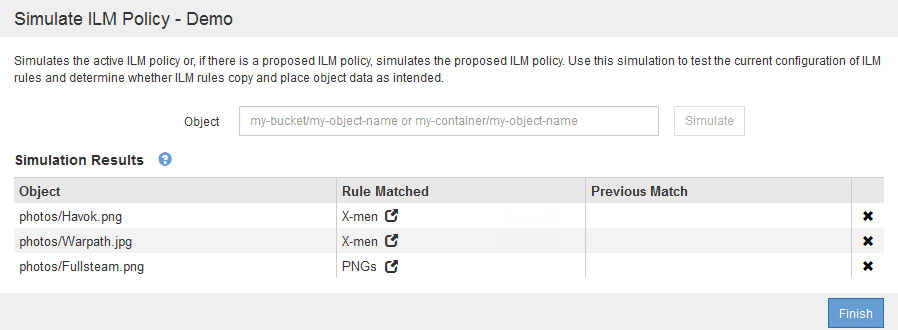 Simulate ILM Policy - Demo
Simulates the active ILM policy or, if there is a proposed ILM policy, simulates the proposed ILM policy. Use this simulation to test the current configuration of ILM
rules and determine whether ILM rules copy and place object data as intended.
Object my-bucket/my-object-name or my-container/my-object-name Simulate
Simulation Results ?
Object Rule Matched Previous Match
photos/Havok.png X-men
photos/Warpath.jpg X-men
photos/Fullsteam.png PNGs
Finish